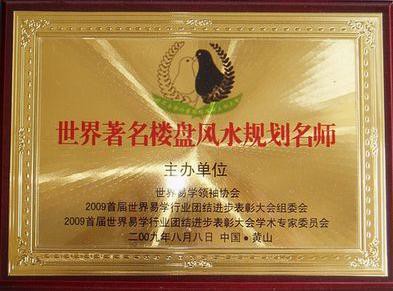 世界著名楼盘风水规划名师
主办单位
世界易学领袖协会
2009首届世界易学行业团结进步表彰大会组委会
2009首届世界易学行业团结进步表彰大会学术专家委员会
二00九年八月八日 中国·黄山